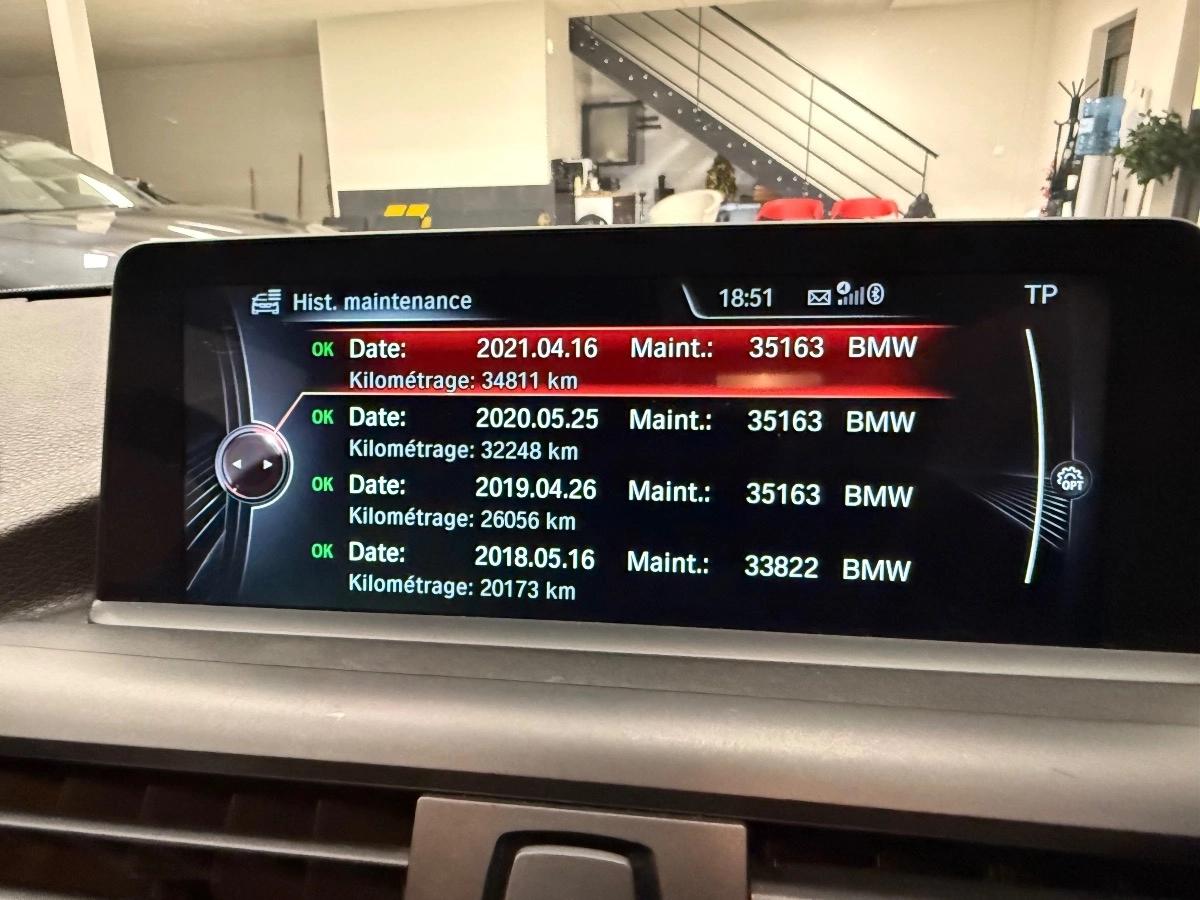 Hist. maintenance 18:51 TP
OK Date: 2021.04.16 Maint.: 35163 BMW
Kilométrage: 34811 km
OK Date: 2020.05.25 Maint.: 35163 BMW
Kilométrage: 32248 km
OK Date: 2019.04.26 Maint.: 35163 BMW
Kilométrage: 26056 km
OPT
OK Date: 2018.05.16 Maint.: 33822 BMW
Kilométrage: 20173 km